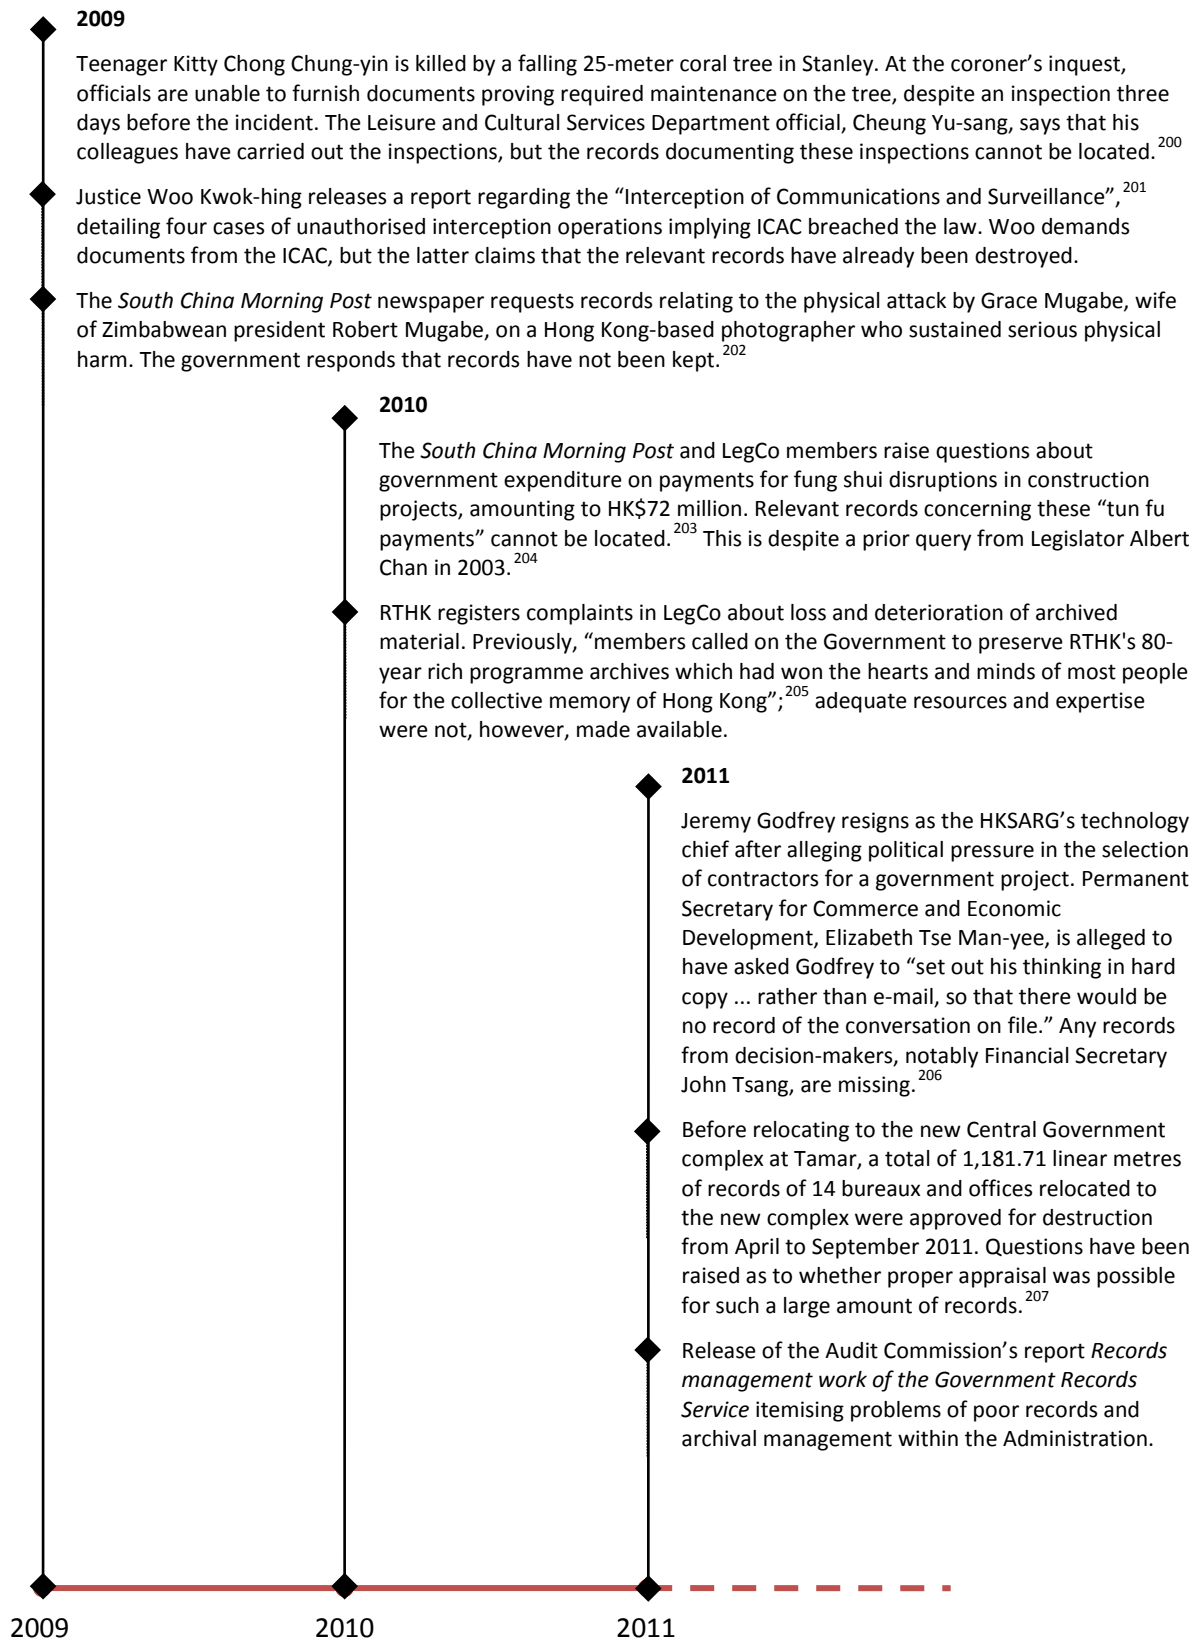 2009
Teenager Kitty Chong Chung-yin is killed by a falling 25-meter coral tree in Stanley. At the coroner’s inquest,
officials are unable to furnish documents proving required maintenance on the tree, despite an inspection three
days before the incident. The Leisure and Cultural Services Department official, Cheung Yu-sang, says that his
colleagues have carried out the inspections, but the records documenting these inspections cannot be located.200
Justice Woo Kwok-hing releases a report regarding the “Interception of Communications and Surveillance”,201
detailing four cases of unauthorised interception operations implying ICAC breached the law. Woo demands
documents from the ICAC, but the latter claims that the relevant records have already been destroyed.
The South China Morning Post newspaper requests records relating to the physical attack by Grace Mugabe, wife
of Zimbabwean president Robert Mugabe, on a Hong Kong-based photographer who sustained serious physical
harm. The government responds that records have not been kept.202
2010
The South China Morning Post and LegCo members raise questions about
government expenditure on payments for fung shui disruptions in construction
projects, amounting to HK$72 million. Relevant records concerning these “tun fu
payments” cannot be located.203 This is despite a prior query from Legislator Albert
Chan in 2003.204
RTHK registers complaints in LegCo about loss and deterioration of archived
material. Previously, “members called on the Government to preserve RTHK's 80-
year rich programme archives which had won the hearts and minds of most people
for the collective memory of Hong Kong”;205 adequate resources and expertise
were not, however, made available.
2011
Jeremy Godfrey resigns as the HKSARG’s technology
chief after alleging political pressure in the selection
of contractors for a government project. Permanent
Secretary for Commerce and Economic
Development, Elizabeth Tse Man-yee, is alleged to
have asked Godfrey to “set out his thinking in hard
copy ... rather than e-mail, so that there would be
no record of the conversation on file.” Any records
from decision-makers, notably Financial Secretary
John Tsang, are missing.206
Before relocating to the new Central Government
complex at Tamar, a total of 1,181.71 linear metres
of records of 14 bureaux and offices relocated to
the new complex were approved for destruction
from April to September 2011. Questions have been
raised as to whether proper appraisal was possible
for such a large amount of records.207
Release of the Audit Commission’s report Records
management work of the Government Records
Service itemising problems of poor records and
archival management within the Administration.
2009 2010 2011